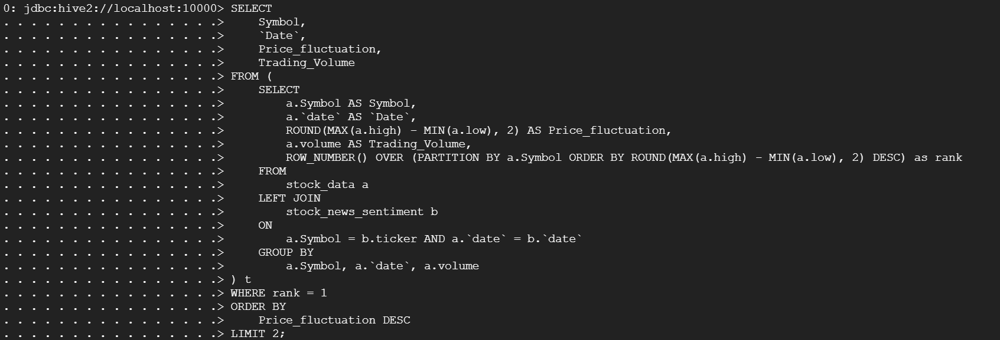 0: jdbc:hive2://localhost:10000> SELECT
. . . . . . . . . . . . . . . .>     Symbol,
. . . . . . . . . . . . . . . .>     `Date`,
. . . . . . . . . . . . . . . .>     Price_fluctuation,
. . . . . . . . . . . . . . . .>     Trading_Volume
. . . . . . . . . . . . . . . .> FROM (
. . . . . . . . . . . . . . . .>     SELECT
. . . . . . . . . . . . . . . .>         a.Symbol AS Symbol,
. . . . . . . . . . . . . . . .>         a.`date` AS `Date`,
. . . . . . . . . . . . . . . .>         ROUND(MAX(a.high) - MIN(a.low), 2) AS Price_fluctuation,
. . . . . . . . . . . . . . . .>         a.volume AS Trading_Volume,
. . . . . . . . . . . . . . . .>         ROW_NUMBER() OVER (PARTITION BY a.Symbol ORDER BY ROUND(MAX(a.high) - MIN(a.low), 2) DESC) as rank
. . . . . . . . . . . . . . . .>     FROM
. . . . . . . . . . . . . . . .>         stock_data a
. . . . . . . . . . . . . . . .>     LEFT JOIN
. . . . . . . . . . . . . . . .>         stock_news_sentiment b
. . . . . . . . . . . . . . . .>     ON
. . . . . . . . . . . . . . . .>         a.Symbol = b.ticker AND a.`date` = b.`date`
. . . . . . . . . . . . . . . .>     GROUP BY
. . . . . . . . . . . . . . . .>         a.Symbol, a.`date`, a.volume
. . . . . . . . . . . . . . . .> ) t
. . . . . . . . . . . . . . . .> WHERE rank = 1
. . . . . . . . . . . . . . . .> ORDER BY
. . . . . . . . . . . . . . . .>     Price_fluctuation DESC
. . . . . . . . . . . . . . . .> LIMIT 2;